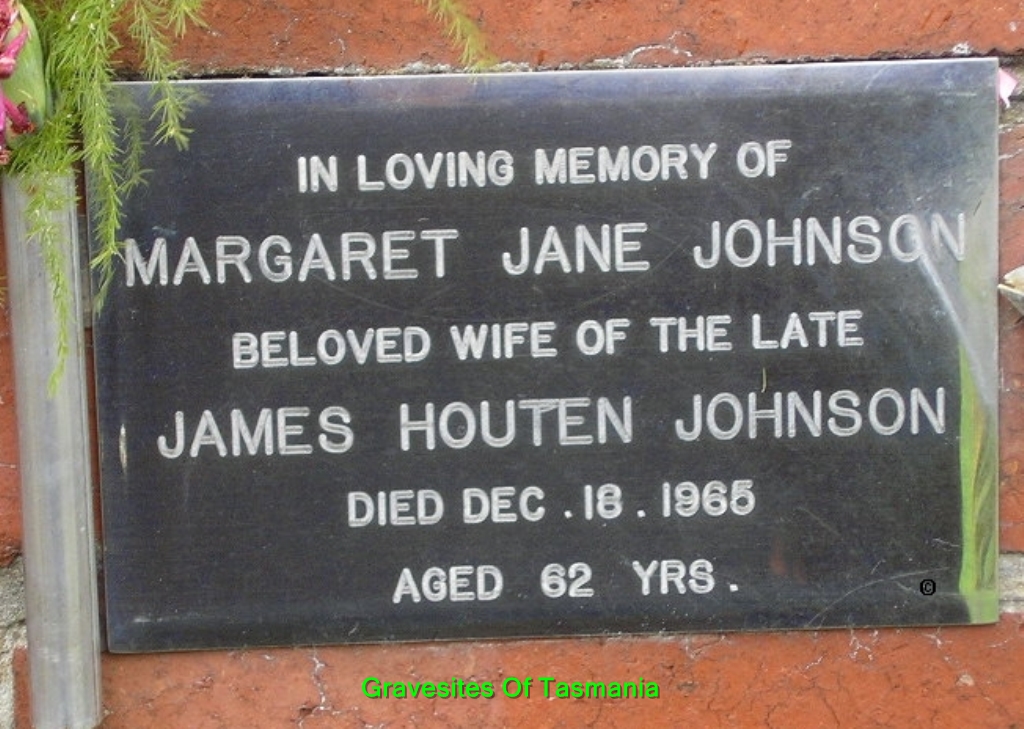 IN LOVING MEMORY OF
MARGARET JANE JOHNSON
BELOVED WIFE OF THE LATE
JAMES HOUTEN JOHNSON
DIED DEC . 18 . 1965
AGED 62 YRS .
©
Gravesites Of Tasmania